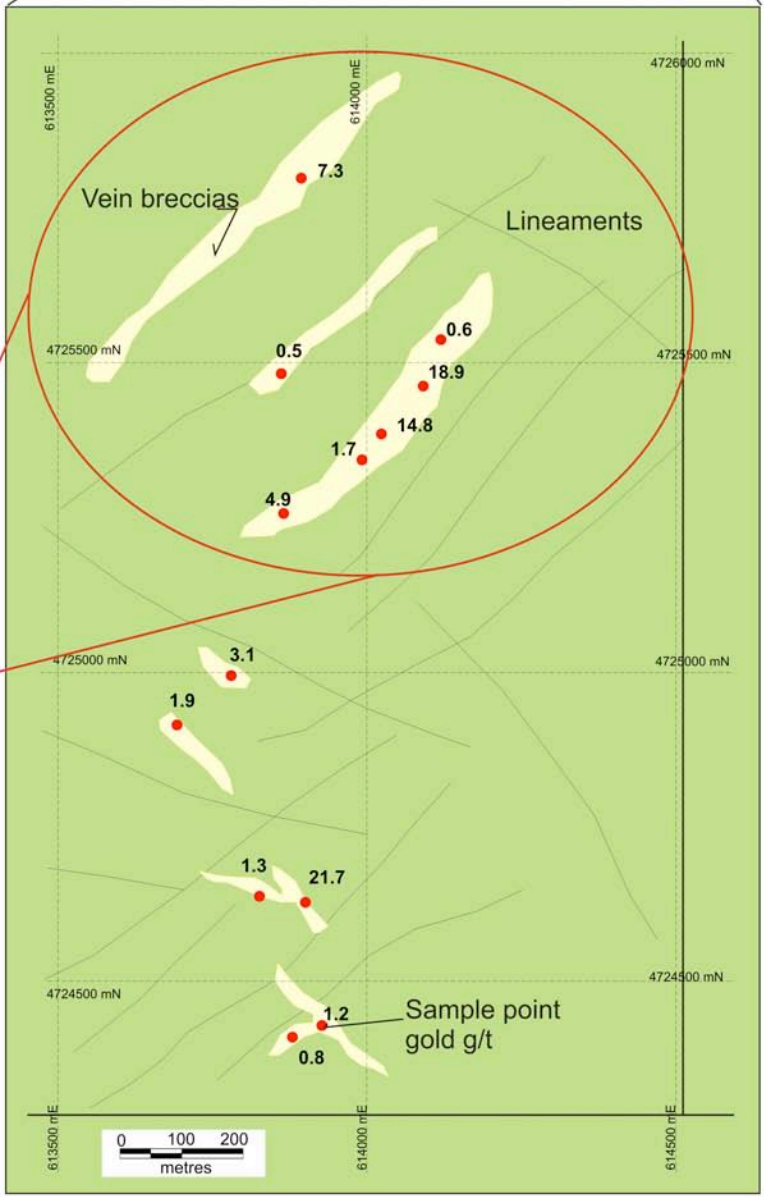 613500 mE
614000 mE
4726000 mN
7.3
Vein breccias
Lineaments
0.6
4725500 mN
0.5
4725500 mN
18.9
14.8
1.7
4.9
3.1
4725000 mN
4725000 mN
1.9
1.3
21.7
4724500 mN
4724500 mN
1.2
Sample point
gold g/t
0.8
613500 mE
614000 mE
614500 mE
0 100 200
metres